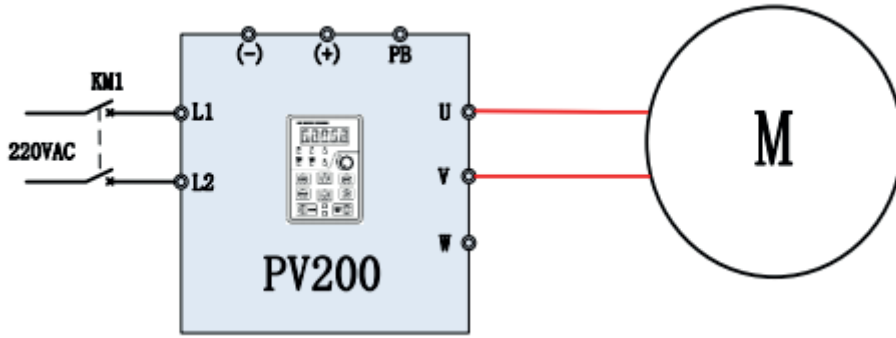 (-) (+) PB
KM1
L1 U
220VAC
M
L2 V
W
PV200